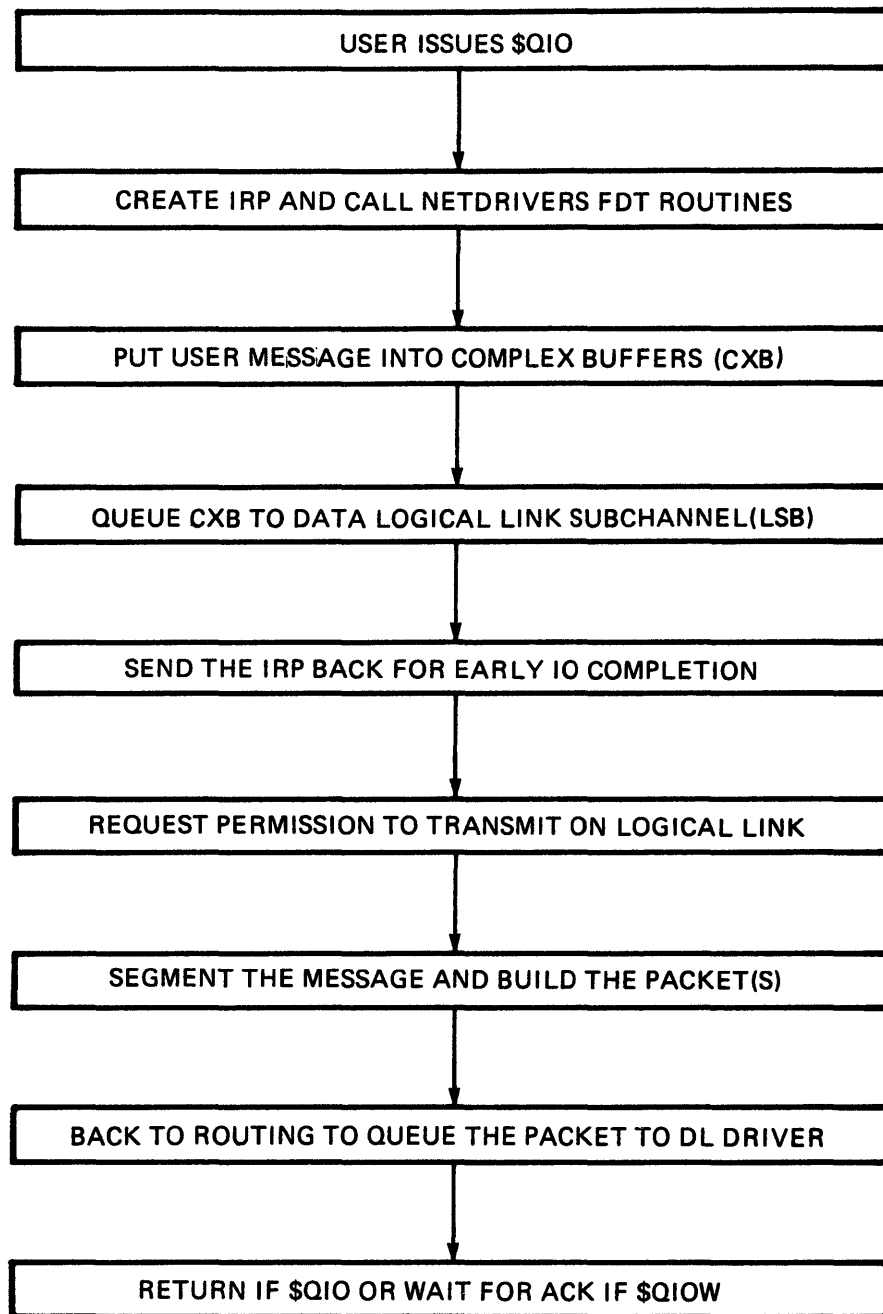 USER ISSUES $QIO
CREATE IRP AND CALL NETDRIVERS FDT ROUTINES
PUT USER MESSAGE INTO COMPLEX BUFFERS (CXB)
QUEUE CXB TO DATA LOGICAL LINK SUBCHANNEL(LSB)
SEND THE IRP BACK FOR EARLY IO COMPLETION
REQUEST PERMISSION TO TRANSMIT ON LOGICAL LINK
SEGMENT THE MESSAGE AND BUILD THE PACKET(S)
BACK TO ROUTING TO QUEUE THE PACKET TO DL DRIVER
RETURN IF $QIO OR WAIT FOR ACK IF $QIOW